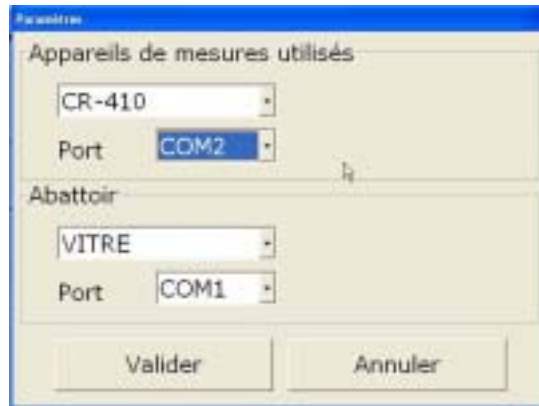 Paramètres
Appareils de mesures utilisés
CR-410
Port COM2
Abattoir
VITRE
Port COM1
Valider Annuler